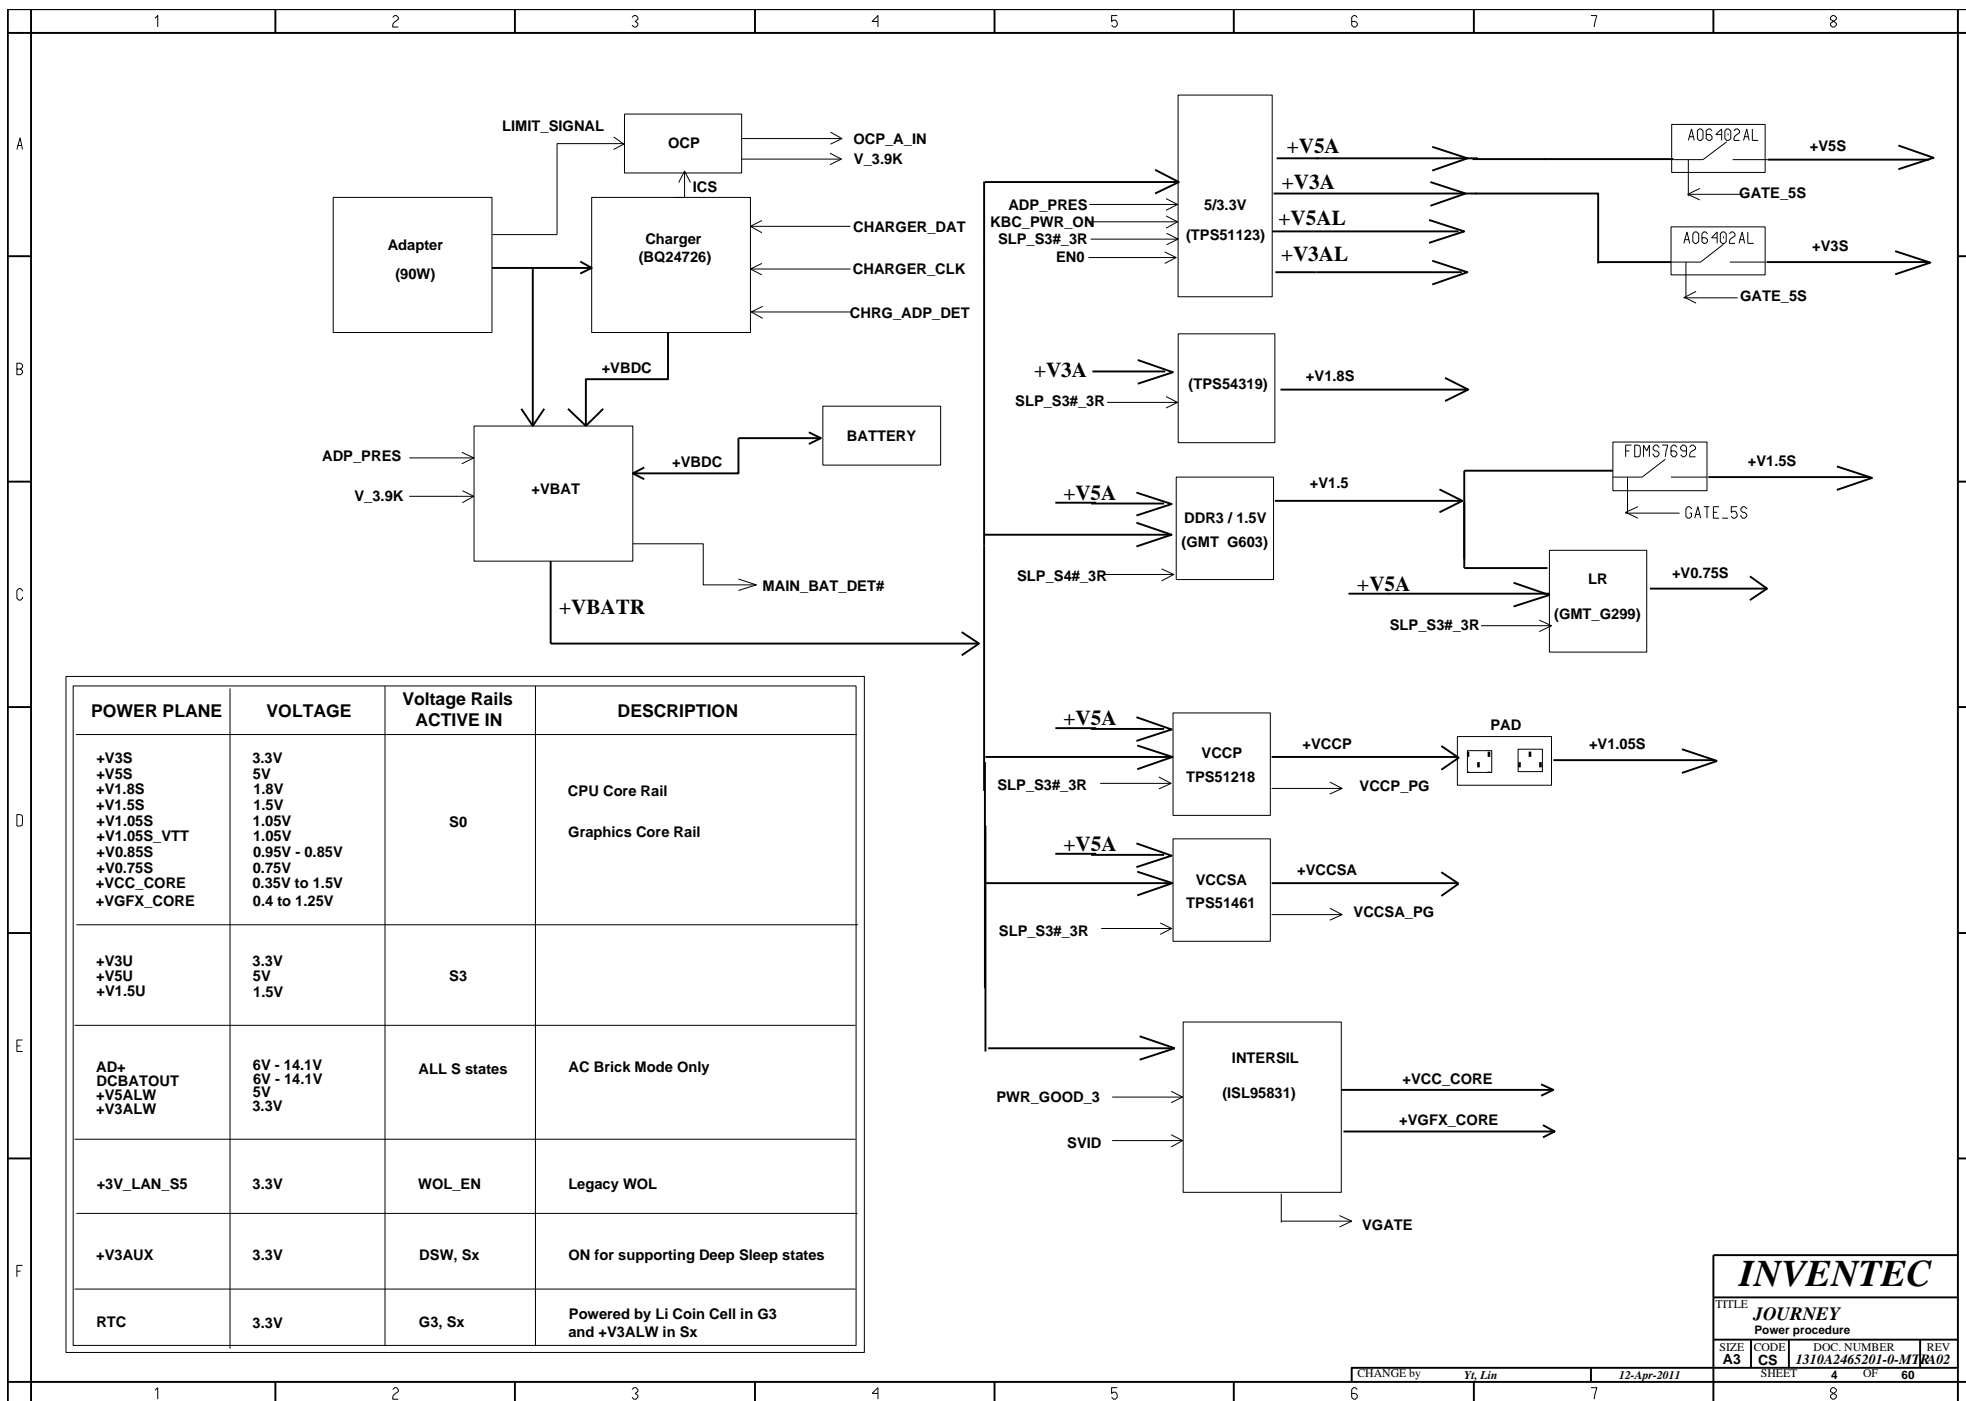 1 2 3 4 5 6 7 8
A
B
C
D
E
F
LIMIT_SIGNAL
OCP
OCP_A_IN
V_3.9K
ICS
Adapter
(90W)
Charger
(BQ24726)
CHARGER_DAT
CHARGER_CLK
CHRG_ADP_DET
+VBDC
BATTERY
+VBDC
ADP_PRES
V_3.9K
+VBAT
MAIN_BAT_DET#
+VBATR
ADP_PRES
KBC_PWR_ON
SLP_S3#_3R
EN0
5/3.3V
(TPS51123)
+V5A
+V3A
+V5AL
+V3AL
AO6402AL
+V5S
GATE_5S
AO6402AL
+V3S
GATE_5S
+V3A
SLP_S3#_3R
(TPS54319)
+V1.8S
+V5A
SLP_S4#_3R
DDR3 / 1.5V
(GMT G603)
+V1.5
FDMS7692
+V1.5S
GATE_5S
+V5A
SLP_S3#_3R
LR
(GMT_G299)
+V0.75S
+V5A
SLP_S3#_3R
VCCP
TPS51218
+VCCP
VCCP_PG
PAD
+V1.05S
+V5A
SLP_S3#_3R
VCCSA
TPS51461
+VCCSA
VCCSA_PG
INTERSIL
(ISL95831)
PWR_GOOD_3
SVID
+VCC_CORE
+VGFX_CORE
VGATE
POWER PLANE VOLTAGE Voltage Rails ACTIVE IN DESCRIPTION
+V3S 3.3V
+V5S 5V
+V1.8S 1.8V CPU Core Rail
+V1.5S 1.5V
+V1.05S 1.05V S0
+V1.05S_VTT 1.05V Graphics Core Rail
+V0.85S 0.95V - 0.85V
+V0.75S 0.75V
+VCC_CORE 0.35V to 1.5V
+VGFX_CORE 0.4 to 1.25V
+V3U 3.3V
+V5U 5V S3
+V1.5U 1.5V
AD+ 6V - 14.1V ALL S states AC Brick Mode Only
DCBATOUT 6V - 14.1V
+V5ALW 5V
+V3ALW 3.3V
+3V_LAN_S5 3.3V WOL_EN Legacy WOL
+V3AUX 3.3V DSW, Sx ON for supporting Deep Sleep states
RTC 3.3V G3, Sx Powered by Li Coin Cell in G3
and +V3ALW in Sx
INVENTEC
TITLE
JOURNEY
Power procedure
SIZE CODE DOC. NUMBER REV
A3 CS 1310A2465201-0-MTR A02
CHANGE by Yt, Lin 12-Apr-2011 SHEET 4 OF 60
1 2 3 4 5 6 7 8